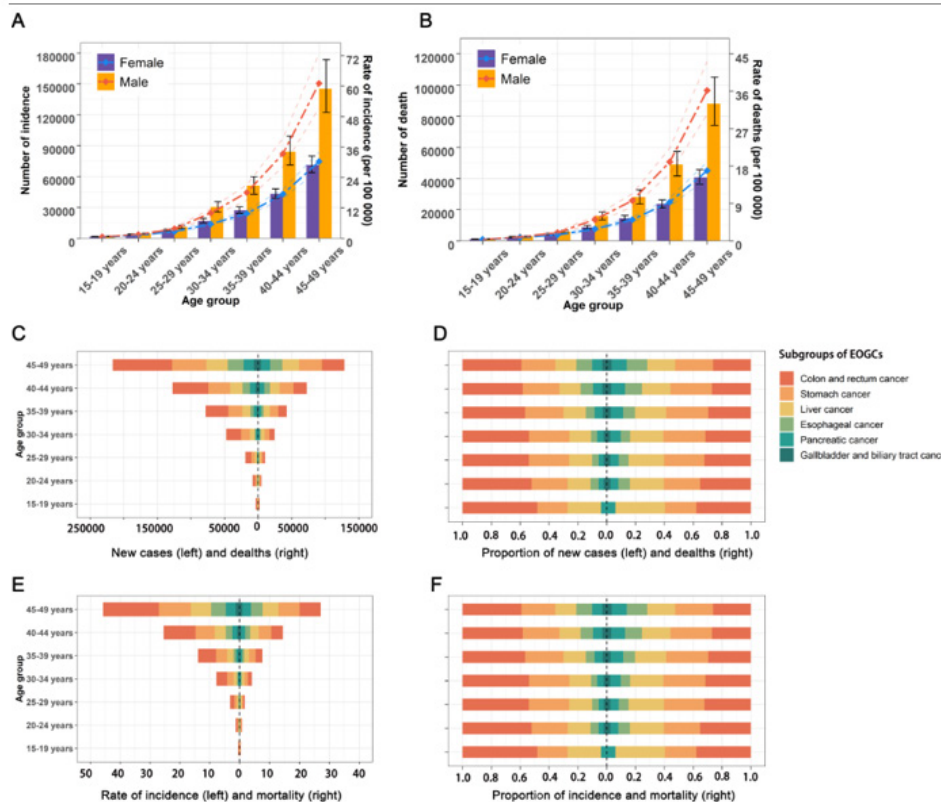 A
Number of inidence
180000
150000
120000
90000
60000
30000
0
Female
Male
72
60
48
36
24
12
0
Rate of incidence (per 100 000)
15-19 years
20-24 years
25-29 years
30-34 years
35-39 years
40-44 years
45-49 years
Age group
B
Number of death
120000
100000
80000
60000
40000
20000
0
Female
Male
45
36
27
18
9
0
Rate of deaths (per 100 000)
15-19 years
20-24 years
25-29 years
30-34 years
35-39 years
40-44 years
45-49 years
Age group
C
Age group
45-49 years
40-44 years
35-39 years
30-34 years
25-29 years
20-24 years
15-19 years
250000 150000 50000 0 50000 150000
New cases (left) and dealths (right)
D
1.0 0.8 0.6 0.4 0.2 0.0 0.2 0.4 0.6 0.8 1.0
Proportion of new cases (left) and dealths (right)
Subgroups of EOGCs
Colon and rectum cancer
Stomach cancer
Liver cancer
Esophageal cancer
Pancreatic cancer
Gallbladder and biliary tract canc
E
Age group
45-49 years
40-44 years
35-39 years
30-34 years
25-29 years
20-24 years
15-19 years
50 40 30 20 10 0 10 20 30 40
Rate of incidence (left) and mortality (right)
F
1.0 0.8 0.6 0.4 0.2 0.0 0.2 0.4 0.6 0.8 1.0
Proportion of incidence and mortality (right)